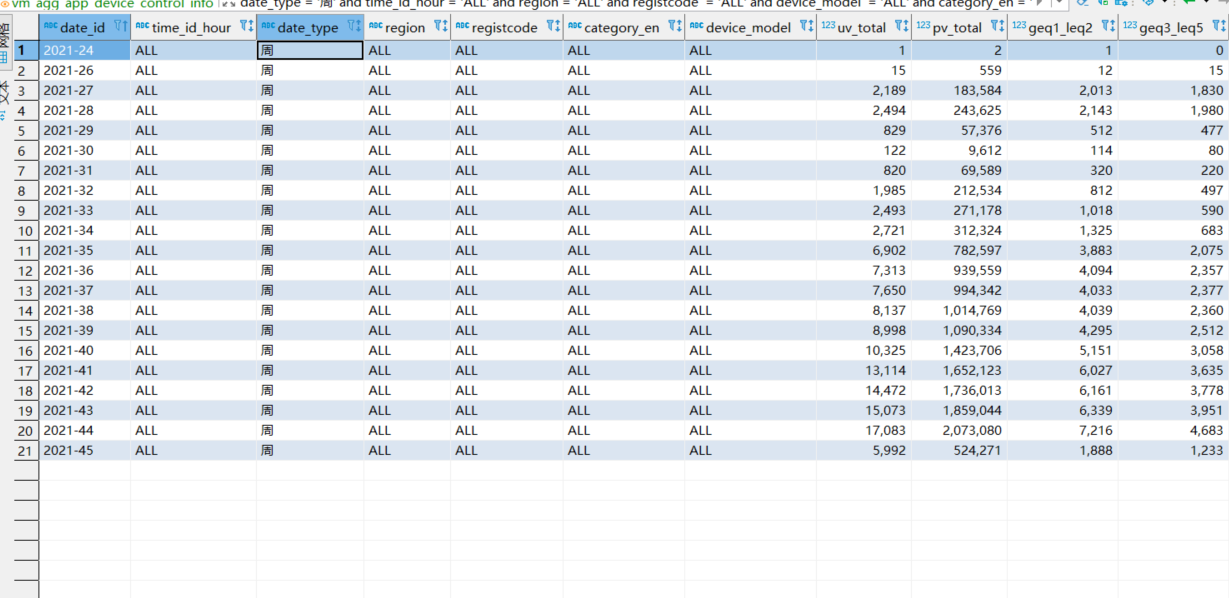 vm_agg_app_device_control_info date_type = '周' and time_id_hour = 'ALL' and region = 'ALL' and registcode = 'ALL' and device_model = 'ALL' and category_en =
网格
文本
ABC date_id ABC time_id_hour ABC date_type ABC region ABC registcode ABC category_en ABC device_model 123 uv_total 123 pv_total 123 geq1_leq2 123 geq3_leq5
1 2021-24 ALL 周 ALL ALL ALL ALL 1 2 1 0
2 2021-26 ALL 周 ALL ALL ALL ALL 15 559 12 15
3 2021-27 ALL 周 ALL ALL ALL ALL 2,189 183,584 2,013 1,830
4 2021-28 ALL 周 ALL ALL ALL ALL 2,494 243,625 2,143 1,980
5 2021-29 ALL 周 ALL ALL ALL ALL 829 57,376 512 477
6 2021-30 ALL 周 ALL ALL ALL ALL 122 9,612 114 80
7 2021-31 ALL 周 ALL ALL ALL ALL 820 69,589 320 220
8 2021-32 ALL 周 ALL ALL ALL ALL 1,985 212,534 812 497
9 2021-33 ALL 周 ALL ALL ALL ALL 2,493 271,178 1,018 590
10 2021-34 ALL 周 ALL ALL ALL ALL 2,721 312,324 1,325 683
11 2021-35 ALL 周 ALL ALL ALL ALL 6,902 782,597 3,883 2,075
12 2021-36 ALL 周 ALL ALL ALL ALL 7,313 939,559 4,094 2,357
13 2021-37 ALL 周 ALL ALL ALL ALL 7,650 994,342 4,033 2,377
14 2021-38 ALL 周 ALL ALL ALL ALL 8,137 1,014,769 4,039 2,360
15 2021-39 ALL 周 ALL ALL ALL ALL 8,998 1,090,334 4,295 2,512
16 2021-40 ALL 周 ALL ALL ALL ALL 10,325 1,423,706 5,151 3,058
17 2021-41 ALL 周 ALL ALL ALL ALL 13,114 1,652,123 6,027 3,635
18 2021-42 ALL 周 ALL ALL ALL ALL 14,472 1,736,013 6,161 3,778
19 2021-43 ALL 周 ALL ALL ALL ALL 15,073 1,859,044 6,339 3,951
20 2021-44 ALL 周 ALL ALL ALL ALL 17,083 2,073,080 7,216 4,683
21 2021-45 ALL 周 ALL ALL ALL ALL 5,992 524,271 1,888 1,233